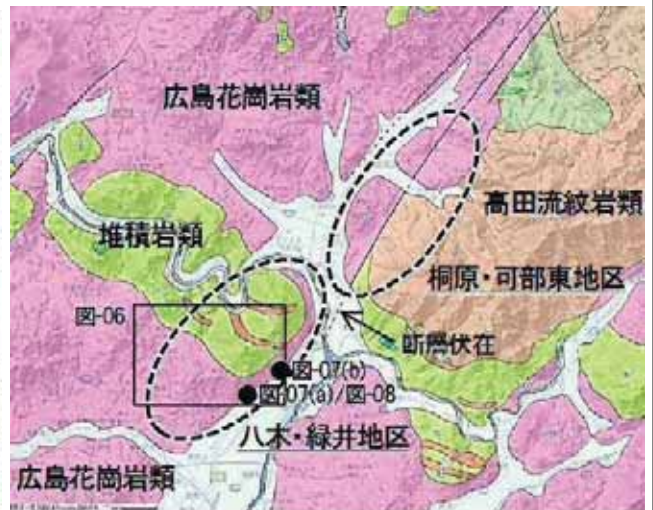 広島花崗岩類
高田流紋岩類
堆積岩類
桐原・可部東地区
図-06
断層伏在
図-07(b)
図-07(a)/図-08
八木・緑井地区
広島花崗岩類